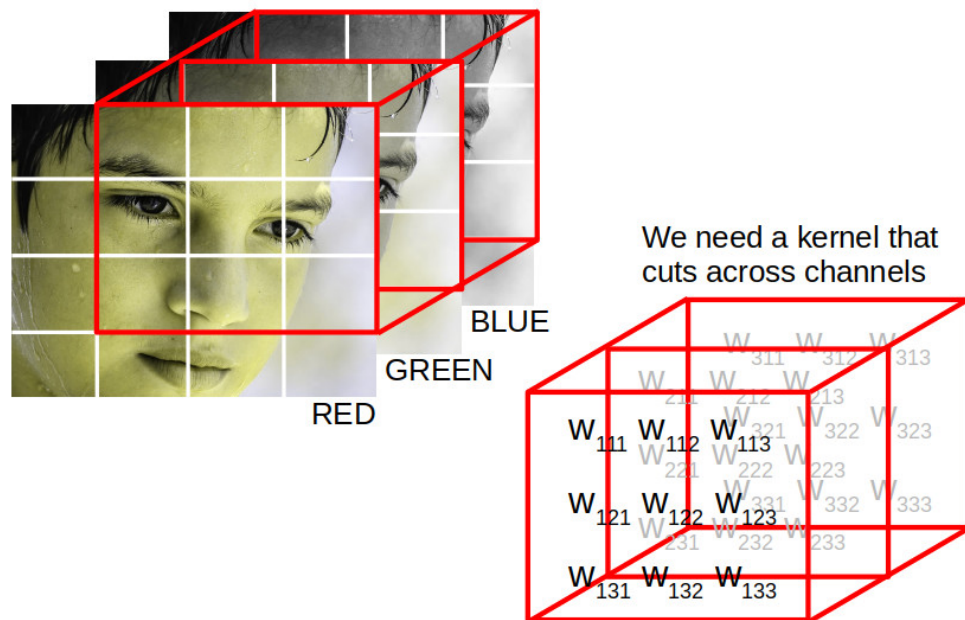 BLUE
GREEN
RED
We need a kernel that
cuts across channels
W311 W312 W313
W211 W212 W213
W111 W112 W113
W321 W322 W323
W221 W222 W223
W121 W122 W123
W331 W332 W333
W231 W232 W233
W131 W132 W133